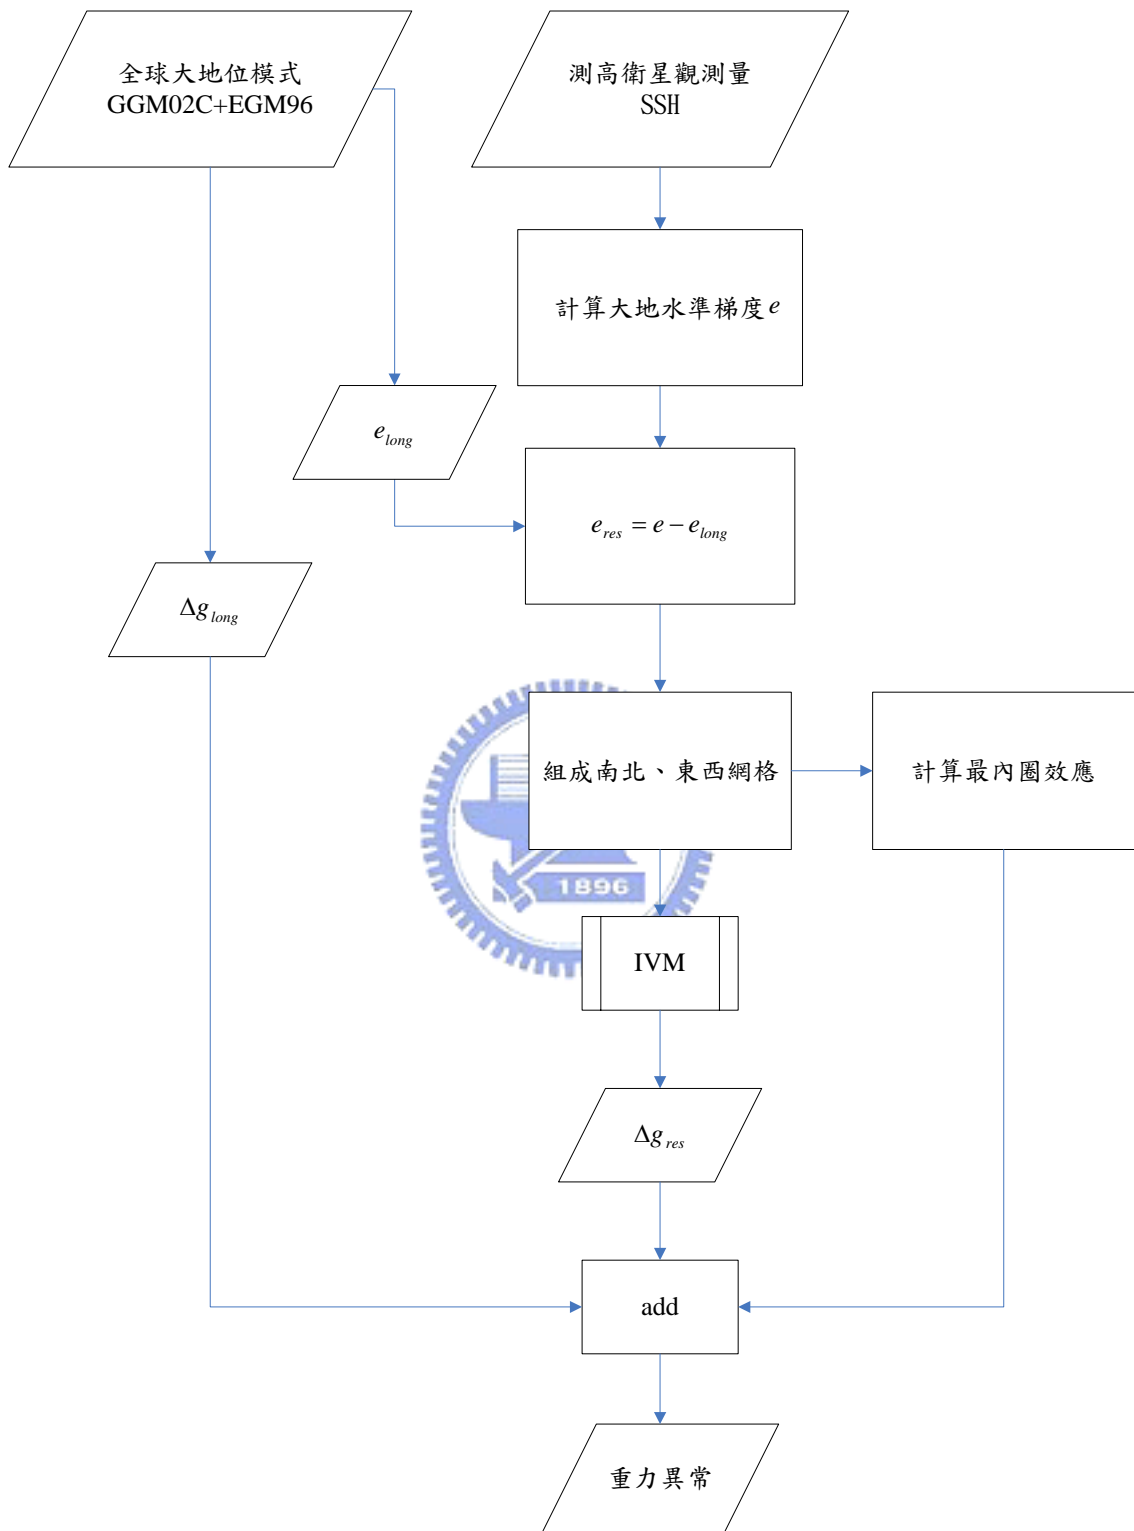 全球大地位模式
GGM02C+EGM96
測高衛星觀測量
SSH
計算大地水準梯度e
e_long
e_res = e − e_long
Δg_long
組成南北、東西網格
計算最內圈效應
1896
IVM
Δg_res
add
重力異常